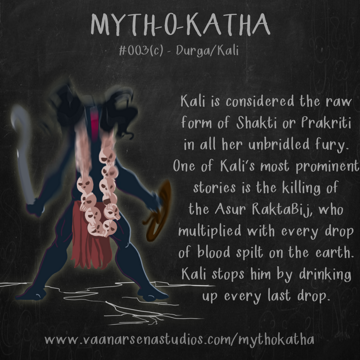 MYTH-O-KATHA
#003(c) - Durga/Kali
Kali is considered the raw
form of Shakti or Prakriti
in all her unbridled fury.
One of Kali's most prominent
stories is the killing of
the Asur RaktaBij, who
multiplied with every drop
of blood spilt on the earth.
Kali stops him by drinking
up every last drop.
www.vaanarsenastudios.com/mythokatha